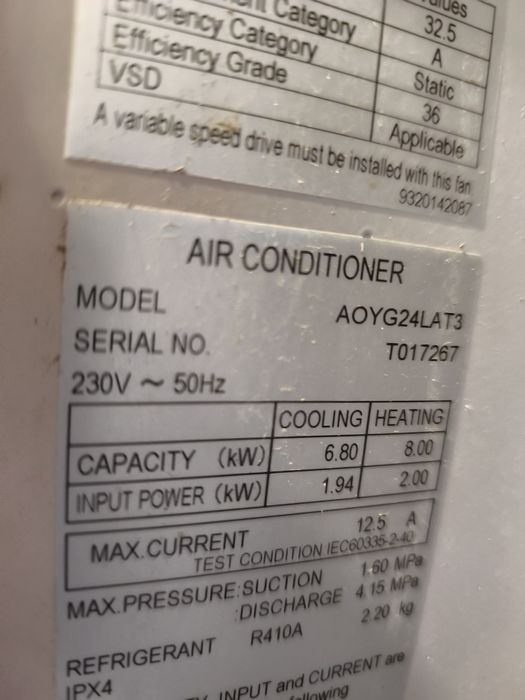 32.5
Category
A
Efficiency Category
Static
Efficiency Grade
36
VSD
Applicable
A variable speed drive must be installed with this fan
9320142087
AIR CONDITIONER
MODEL AOYG24LAT3
SERIAL NO. T017267
230V ~ 50Hz
COOLING HEATING
CAPACITY (kW) 6.80 8.00
INPUT POWER (kW) 1.94 2.00
MAX.CURRENT 12.5 A
TEST CONDITION IEC60335-2-40
MAX.PRESSURE:SUCTION 1.60 MPa
:DISCHARGE 4.15 MPa
REFRIGERANT R410A 2.20 kg
IPX4
INPUT and CURRENT are
following